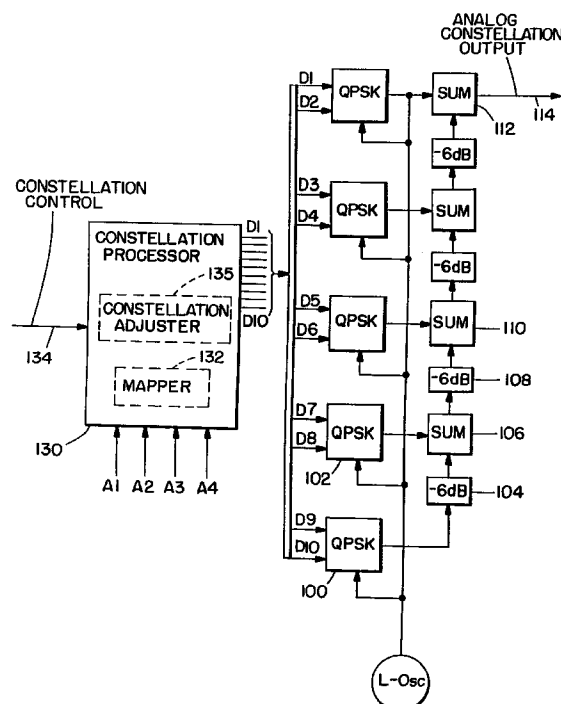 ANALOG
CONSTELLATION
OUTPUT
D1
D2
QPSK
SUM
112
114
-6dB
CONSTELLATION
CONTROL
134
CONSTELLATION
PROCESSOR
135
CONSTELLATION
ADJUSTER
132
MAPPER
130
A1 A2 A3 A4
D1
D10
D3
D4
QPSK
SUM
-6dB
D5
D6
QPSK
SUM
110
-6dB
108
D7
D8
QPSK
102
SUM
106
-6dB
104
D9
D10
QPSK
100
L-Osc